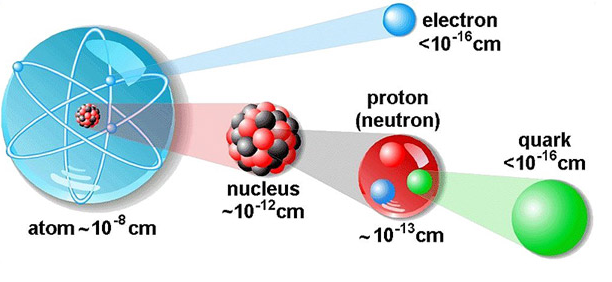 electron
<10⁻¹⁶cm
proton
(neutron)
quark
<10⁻¹⁶cm
nucleus
~10⁻¹²cm
atom ~10⁻⁸ cm
~10⁻¹³cm